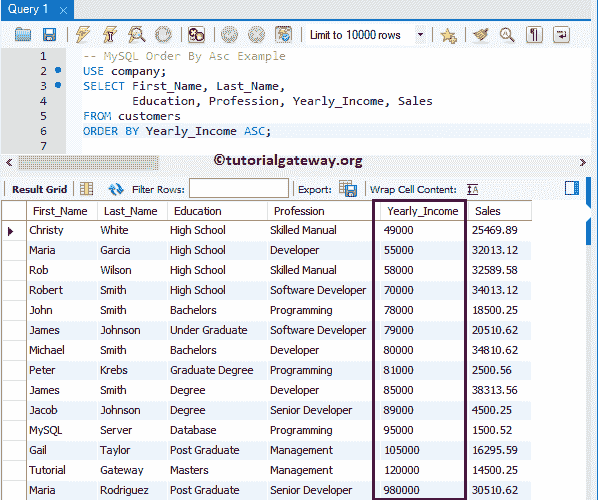 Query 1
Limit to 10000 rows
1 -- MySQL Order By Asc Example
2 USE company;
3 SELECT First_Name, Last_Name,
4 Education, Profession, Yearly_Income, Sales
5 FROM customers
6 ORDER BY Yearly_Income ASC;
©tutorialgateway.org
Result Grid Filter Rows: Export: Wrap Cell Content:
First_Name Last_Name Education Profession Yearly_Income Sales
Christy White High School Skilled Manual 49000 25469.89
Maria Garcia High School Developer 55000 32013.12
Rob Wilson High School Skilled Manual 58000 32589.58
Robert Smith High School Software Developer 70000 34013.12
John Smith Bachelors Programming 78000 18500.25
James Johnson Under Graduate Software Developer 79000 20510.62
Michael Smith Bachelors Developer 80000 34810.62
Peter Krebs Graduate Degree Programming 81000 2500.56
James Smith Degree Developer 85000 38313.56
Jacob Johnson Degree Senior Developer 89000 4500.25
MySQL Server Database Programming 95000 1500.52
Gail Taylor Post Graduate Management 105000 16295.59
Tutorial Gateway Masters Management 120000 14500.25
Maria Rodriguez Post Graduate Senior Developer 980000 30510.62